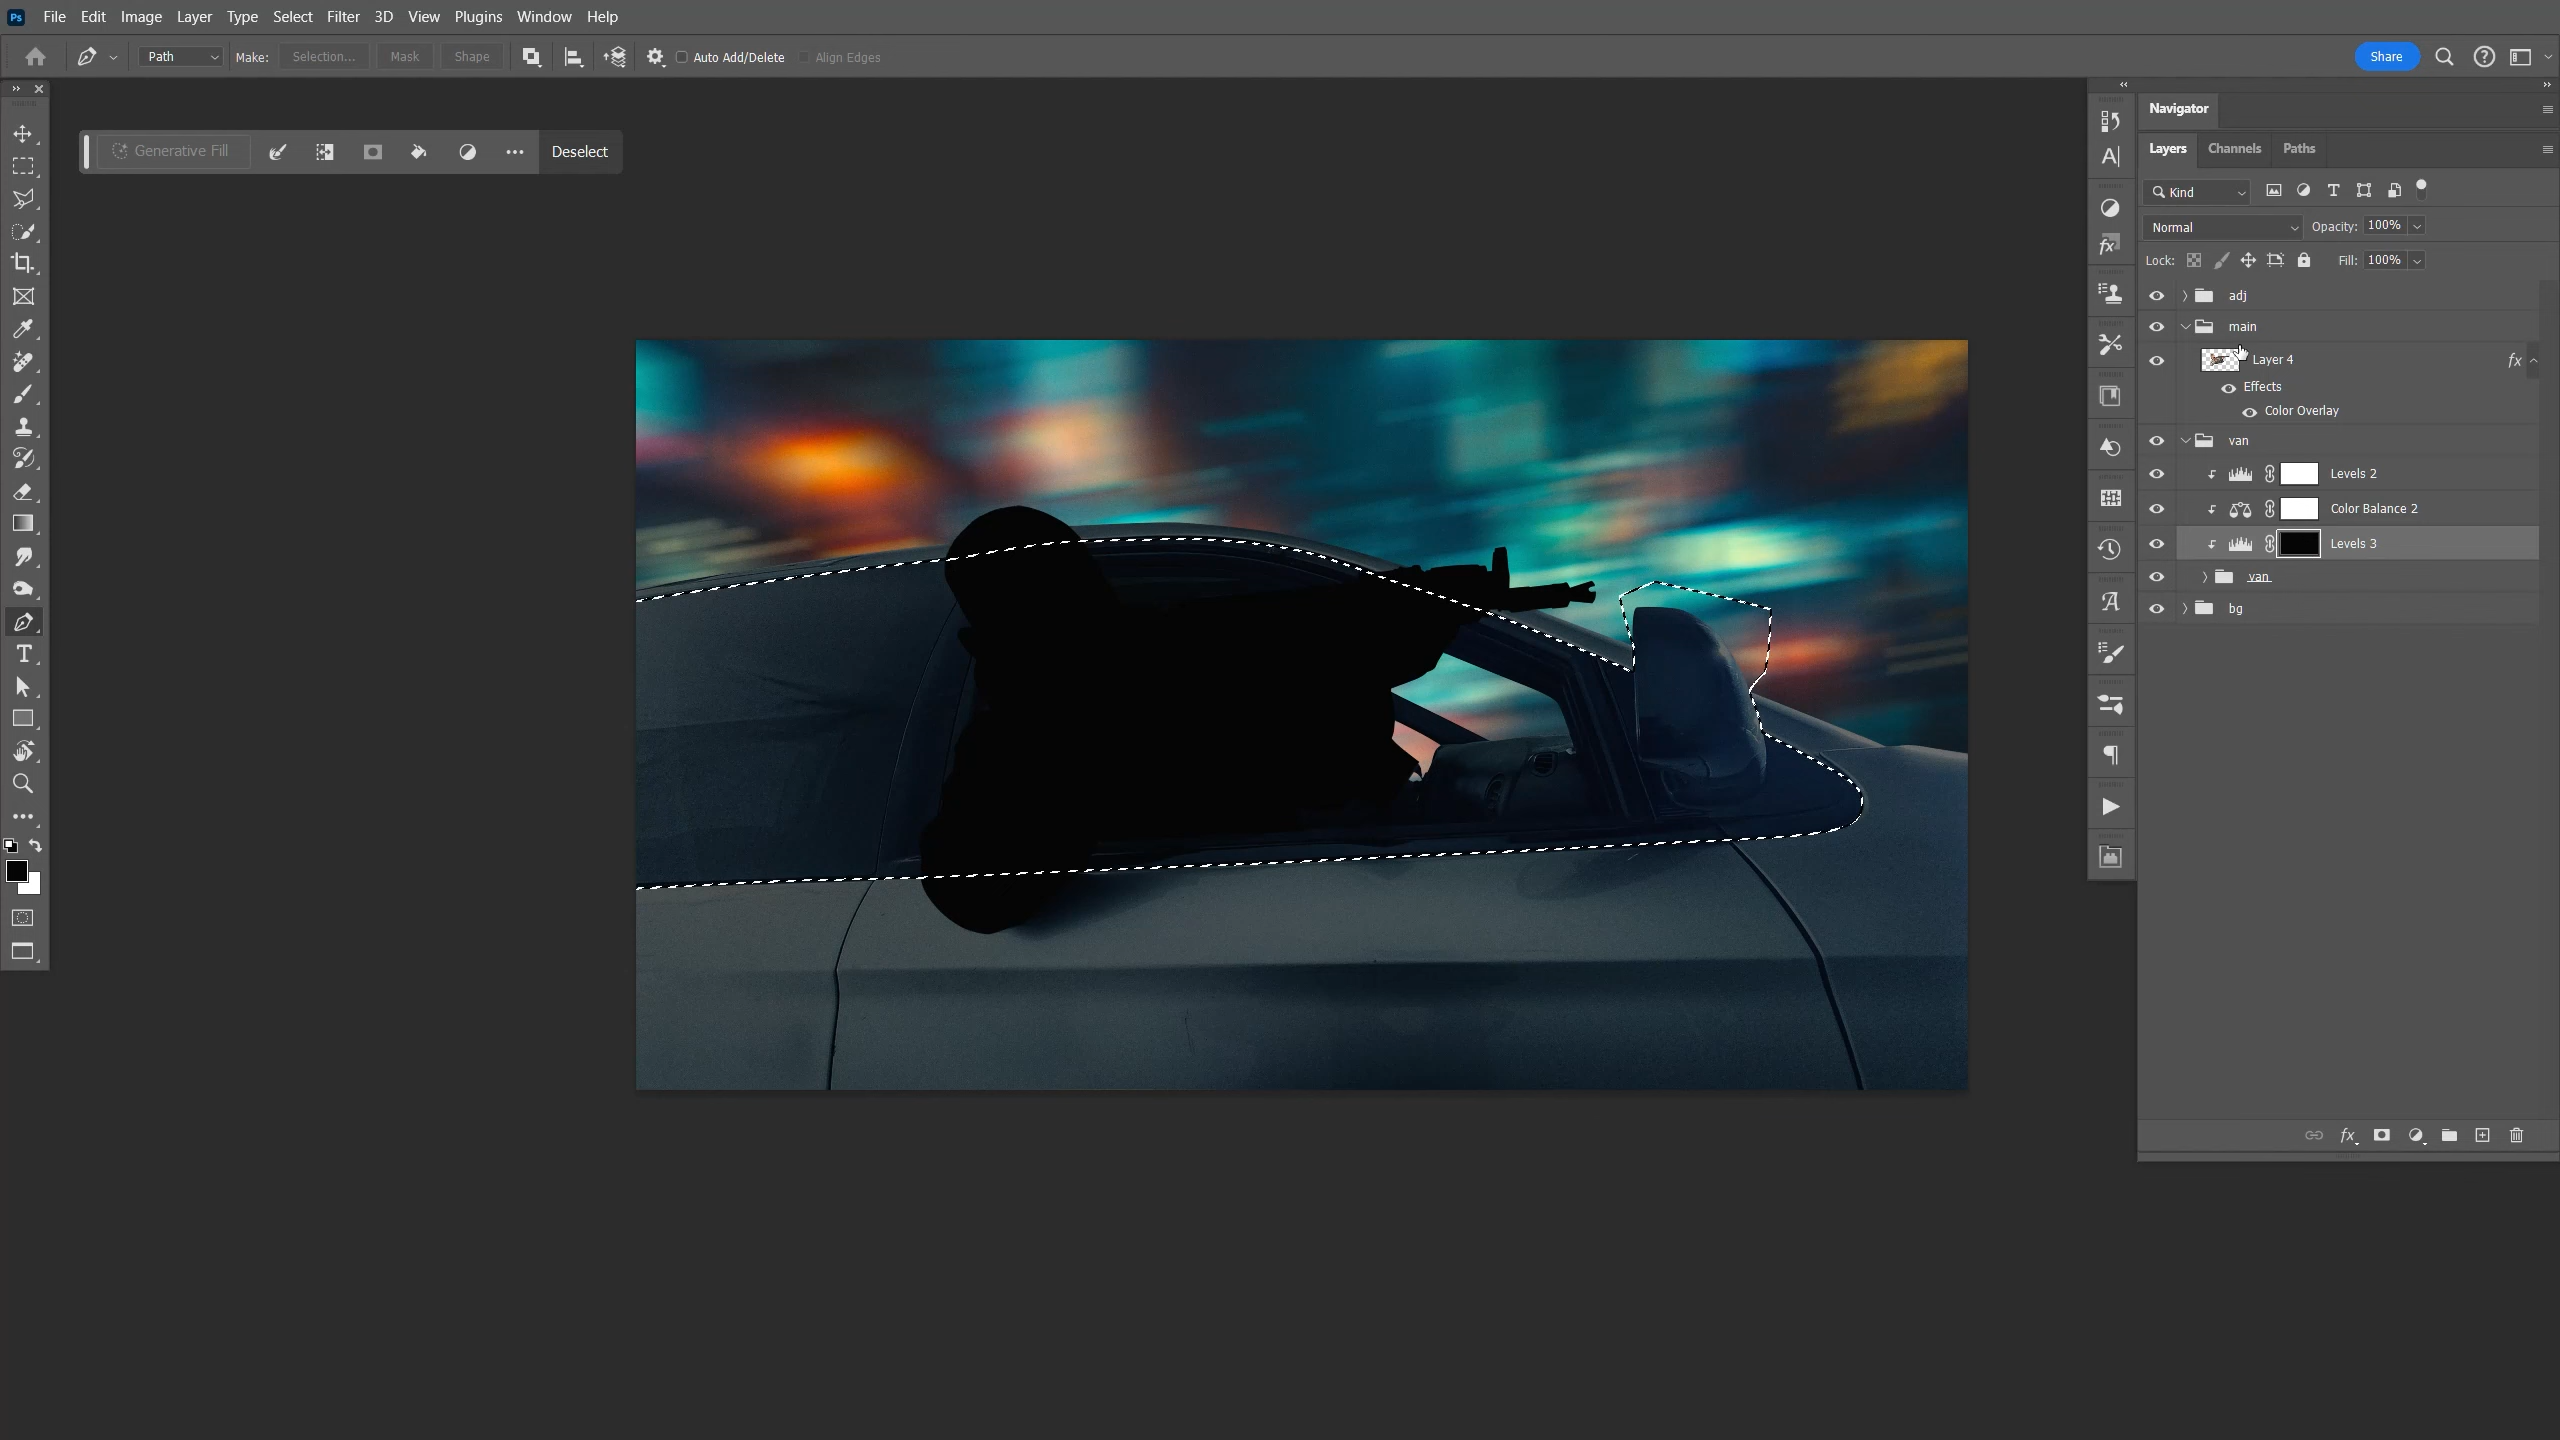 Ps File Edit Image Layer Type Select Filter 3D View Plugins Window Help
Path Make: Selection... Mask Shape Auto Add/Delete Align Edges Share
Generative Fill Deselect
Navigator
Layers Channels Paths
Kind
Normal Opacity: 100%
Lock: Fill: 100%
adj
main
Layer 4 fx
Effects
Color Overlay
van
Levels 2
Color Balance 2
Levels 3
van
bg
fx